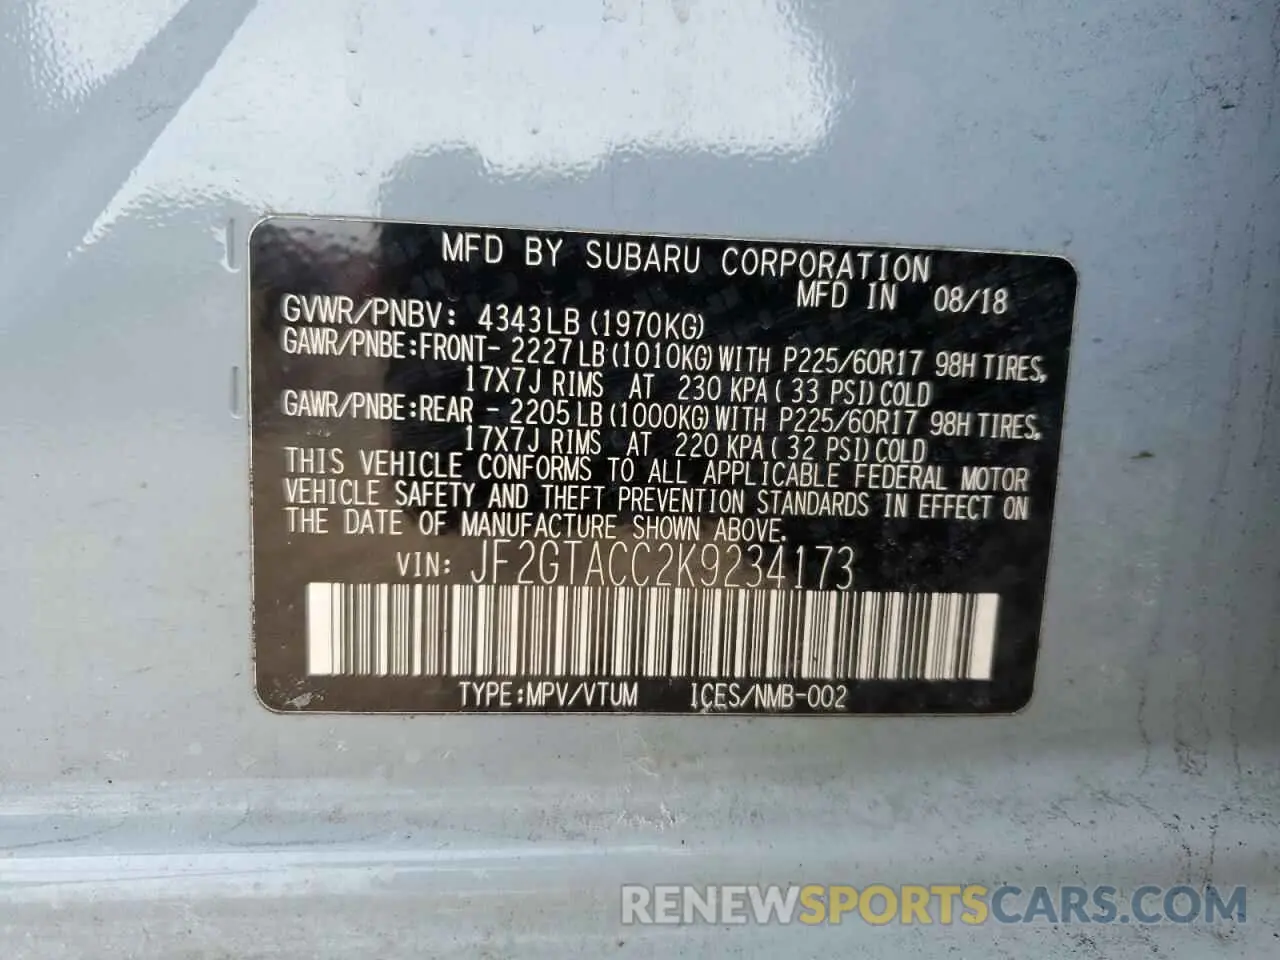 MFD BY SUBARU CORPORATION
MFD IN 08/18
GVWR/PNBV: 4343LB (1970KG)
GAWR/PNBE:FRONT- 2227 LB (1010KG) WITH P225/60R17 98H TIRES,
17X7J RIMS AT 230 KPA ( 33 PSI) COLD
GAWR/PNBE:REAR - 2205 LB (1000KG) WITH P225/60R17 98H TIRES,
17X7J RIMS AT 220 KPA ( 32 PSI) COLD
THIS VEHICLE CONFORMS TO ALL APPLICABLE FEDERAL MOTOR
VEHICLE SAFETY AND THEFT PREVENTION STANDARDS IN EFFECT ON
THE DATE OF MANUFACTURE SHOWN ABOVE.
VIN: JF2GTACC2K9234173
TYPE:MPV/VTUM ICES/NMB-002
RENEWSPORTSCARS.COM